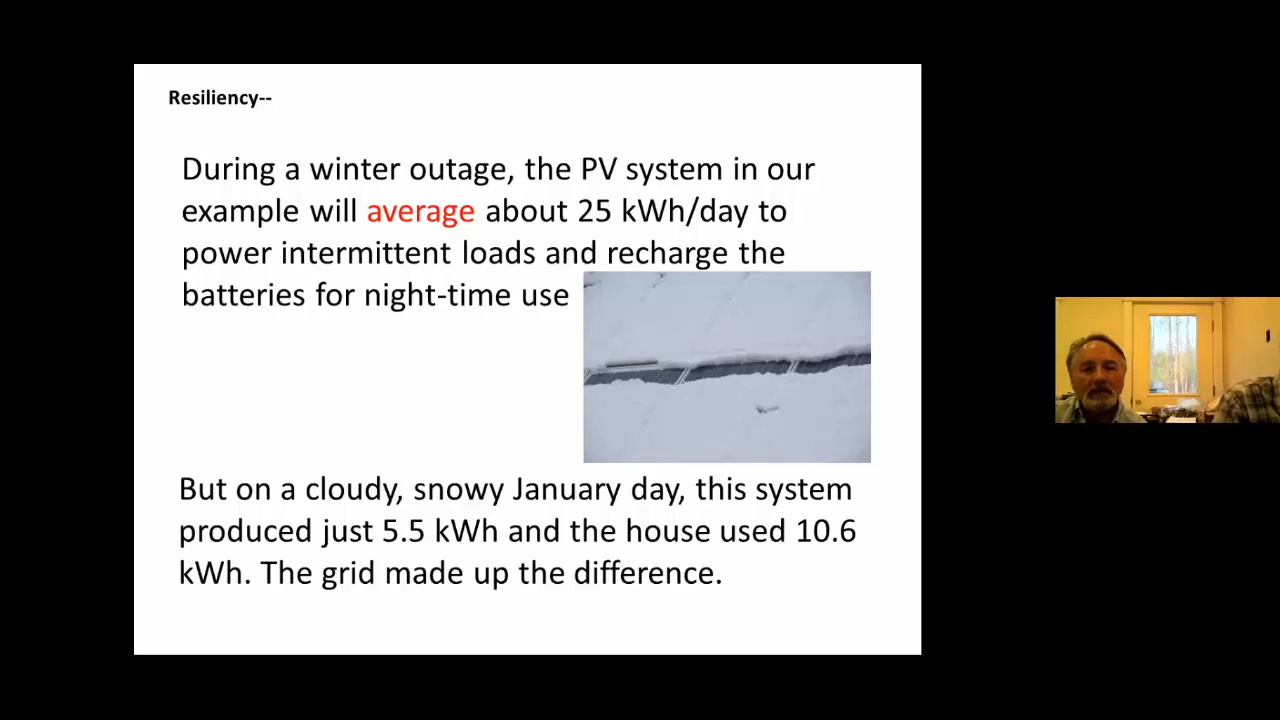 Resiliency--
During a winter outage, the PV system in our
example will average about 25 kWh/day to
power intermittent loads and recharge the
batteries for night-time use
But on a cloudy, snowy January day, this system
produced just 5.5 kWh and the house used 10.6
kWh. The grid made up the difference.